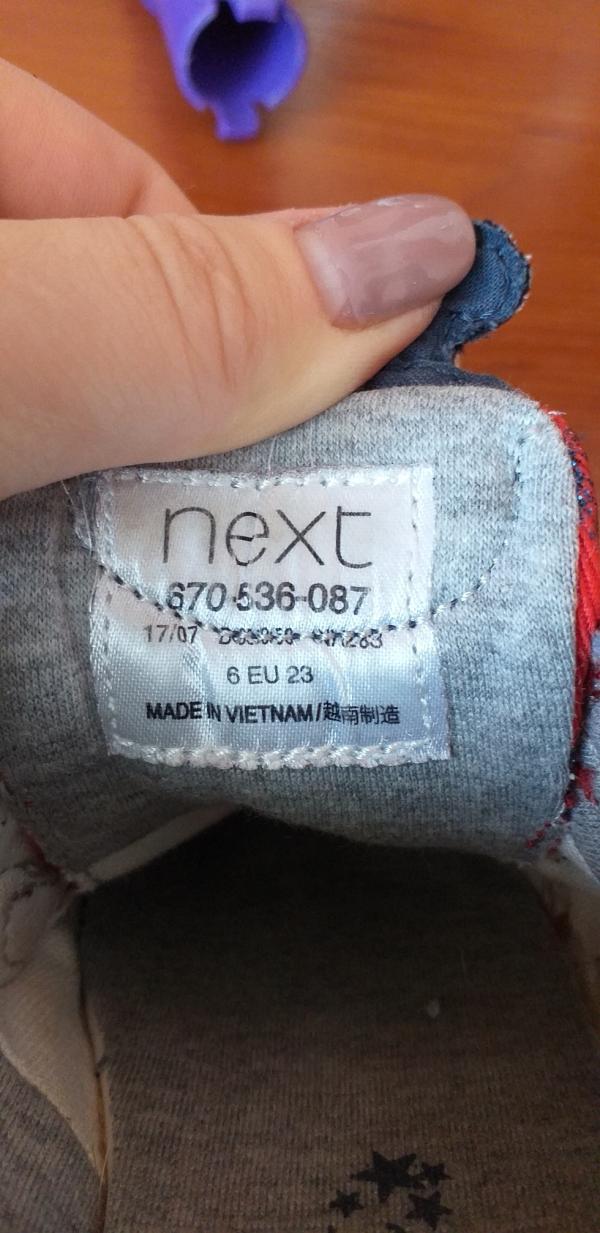 next
670-536-087
17/07
6 EU 23
MADE IN VIETNAM/越南制造